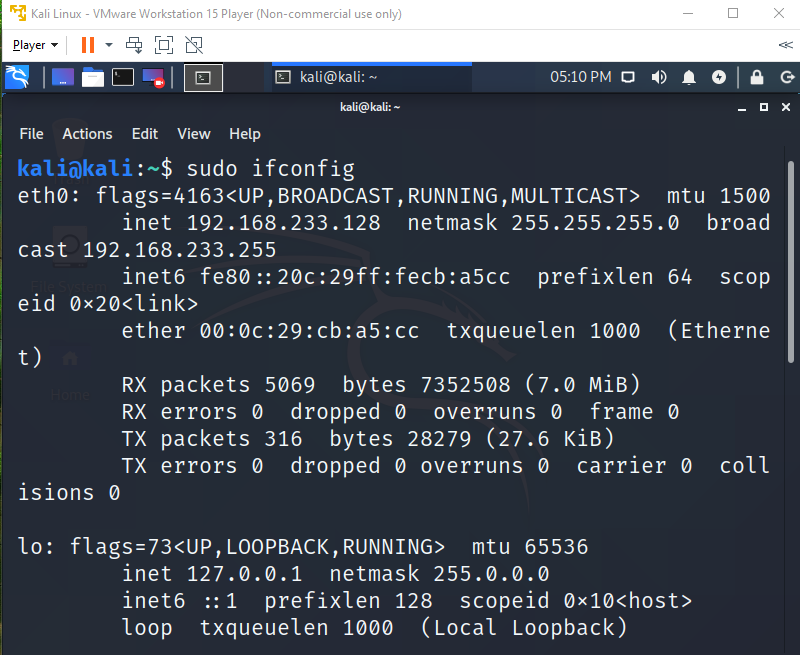 Kali Linux - VMware Workstation 15 Player (Non-commercial use only)
Player
kali@kali: ~
05:10 PM
kali@kali: ~
File Actions Edit View Help
kali@kali:~$ sudo ifconfig
eth0: flags=4163<UP,BROADCAST,RUNNING,MULTICAST>  mtu 1500
        inet 192.168.233.128  netmask 255.255.255.0  broad
cast 192.168.233.255
        inet6 fe80::20c:29ff:fecb:a5cc  prefixlen 64  scop
eid 0×20<link>
        ether 00:0c:29:cb:a5:cc  txqueuelen 1000  (Etherne
t)
        RX packets 5069  bytes 7352508 (7.0 MiB)
        RX errors 0  dropped 0  overruns 0  frame 0
        TX packets 316  bytes 28279 (27.6 KiB)
        TX errors 0  dropped 0 overruns 0  carrier 0  coll
isions 0
lo: flags=73<UP,LOOPBACK,RUNNING>  mtu 65536
        inet 127.0.0.1  netmask 255.0.0.0
        inet6 ::1  prefixlen 128  scopeid 0×10<host>
        loop  txqueuelen 1000  (Local Loopback)
File System
Home